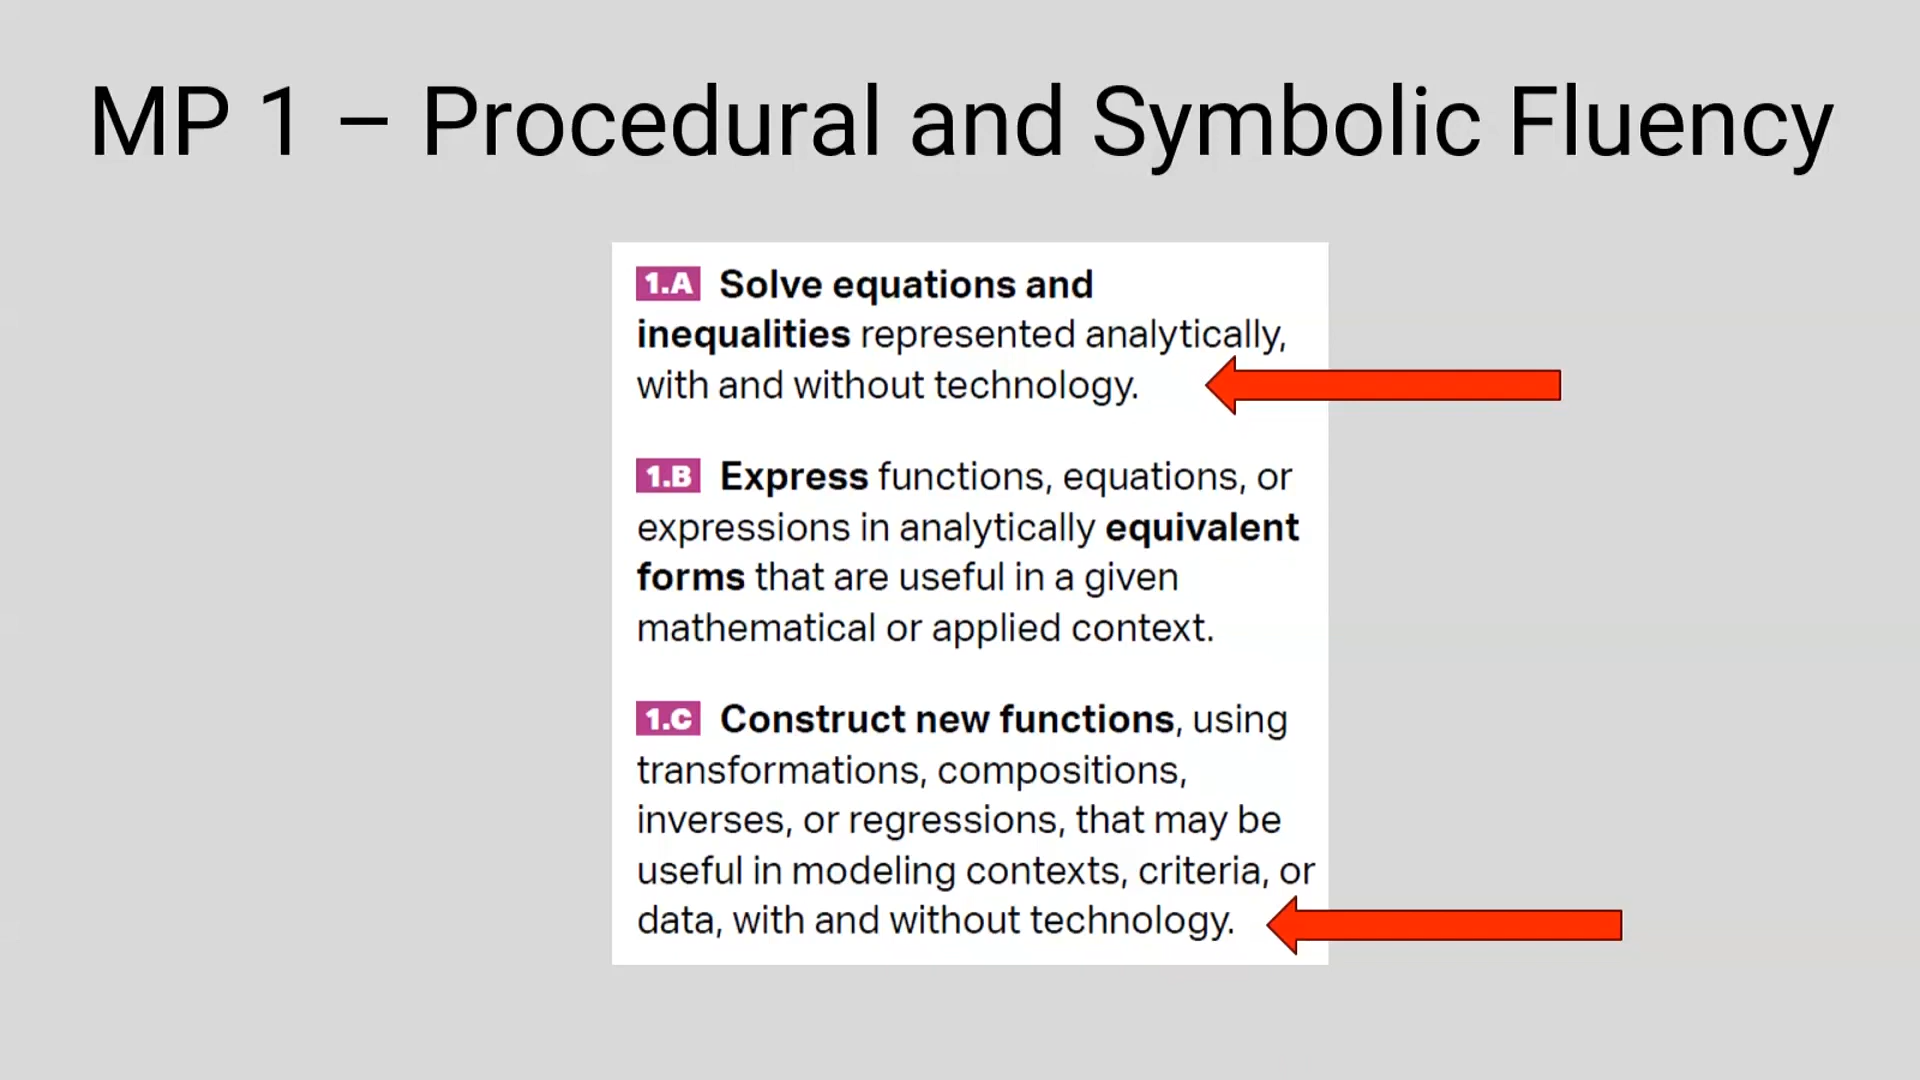 MP 1 – Procedural and Symbolic Fluency
1.A Solve equations and
inequalities represented analytically,
with and without technology.
1.B Express functions, equations, or
expressions in analytically equivalent
forms that are useful in a given
mathematical or applied context.
1.C Construct new functions, using
transformations, compositions,
inverses, or regressions, that may be
useful in modeling contexts, criteria, or
data, with and without technology.